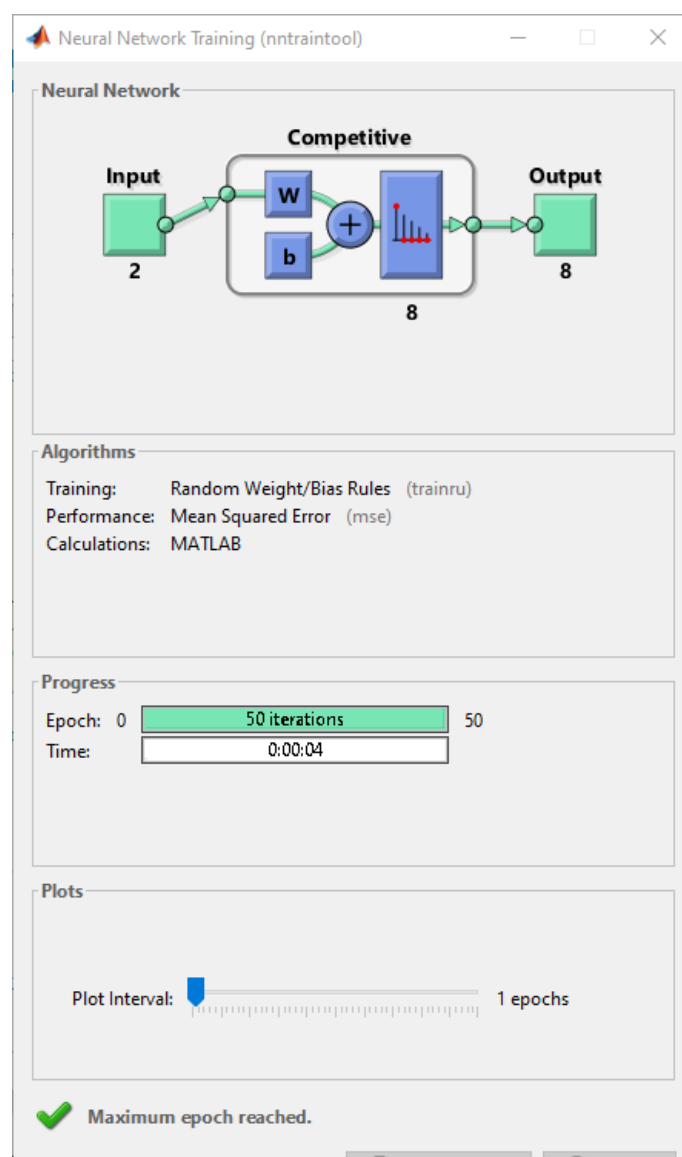 Neural Network Training (nntraintool)
Neural Network
Competitive
Input
Output
W
b
+
2
8
8
Algorithms
Training: Random Weight/Bias Rules (trainru)
Performance: Mean Squared Error (mse)
Calculations: MATLAB
Progress
Epoch: 0 50 iterations 50
Time: 0:00:04
Plots
Plot Interval: 1 epochs
Maximum epoch reached.